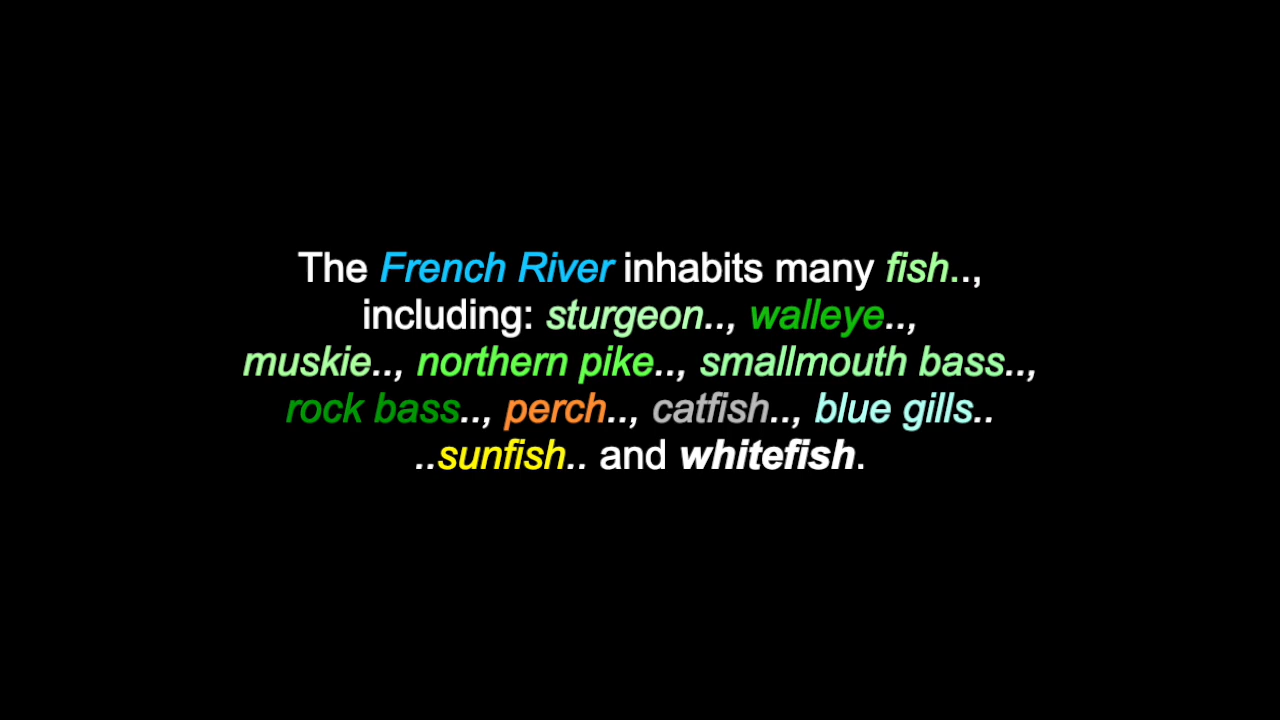 The French River inhabits many fish..,
including: sturgeon.., walleye..,
muskie.., northern pike.., smallmouth bass..,
rock bass.., perch.., catfish.., blue gills..
..sunfish.. and whitefish.